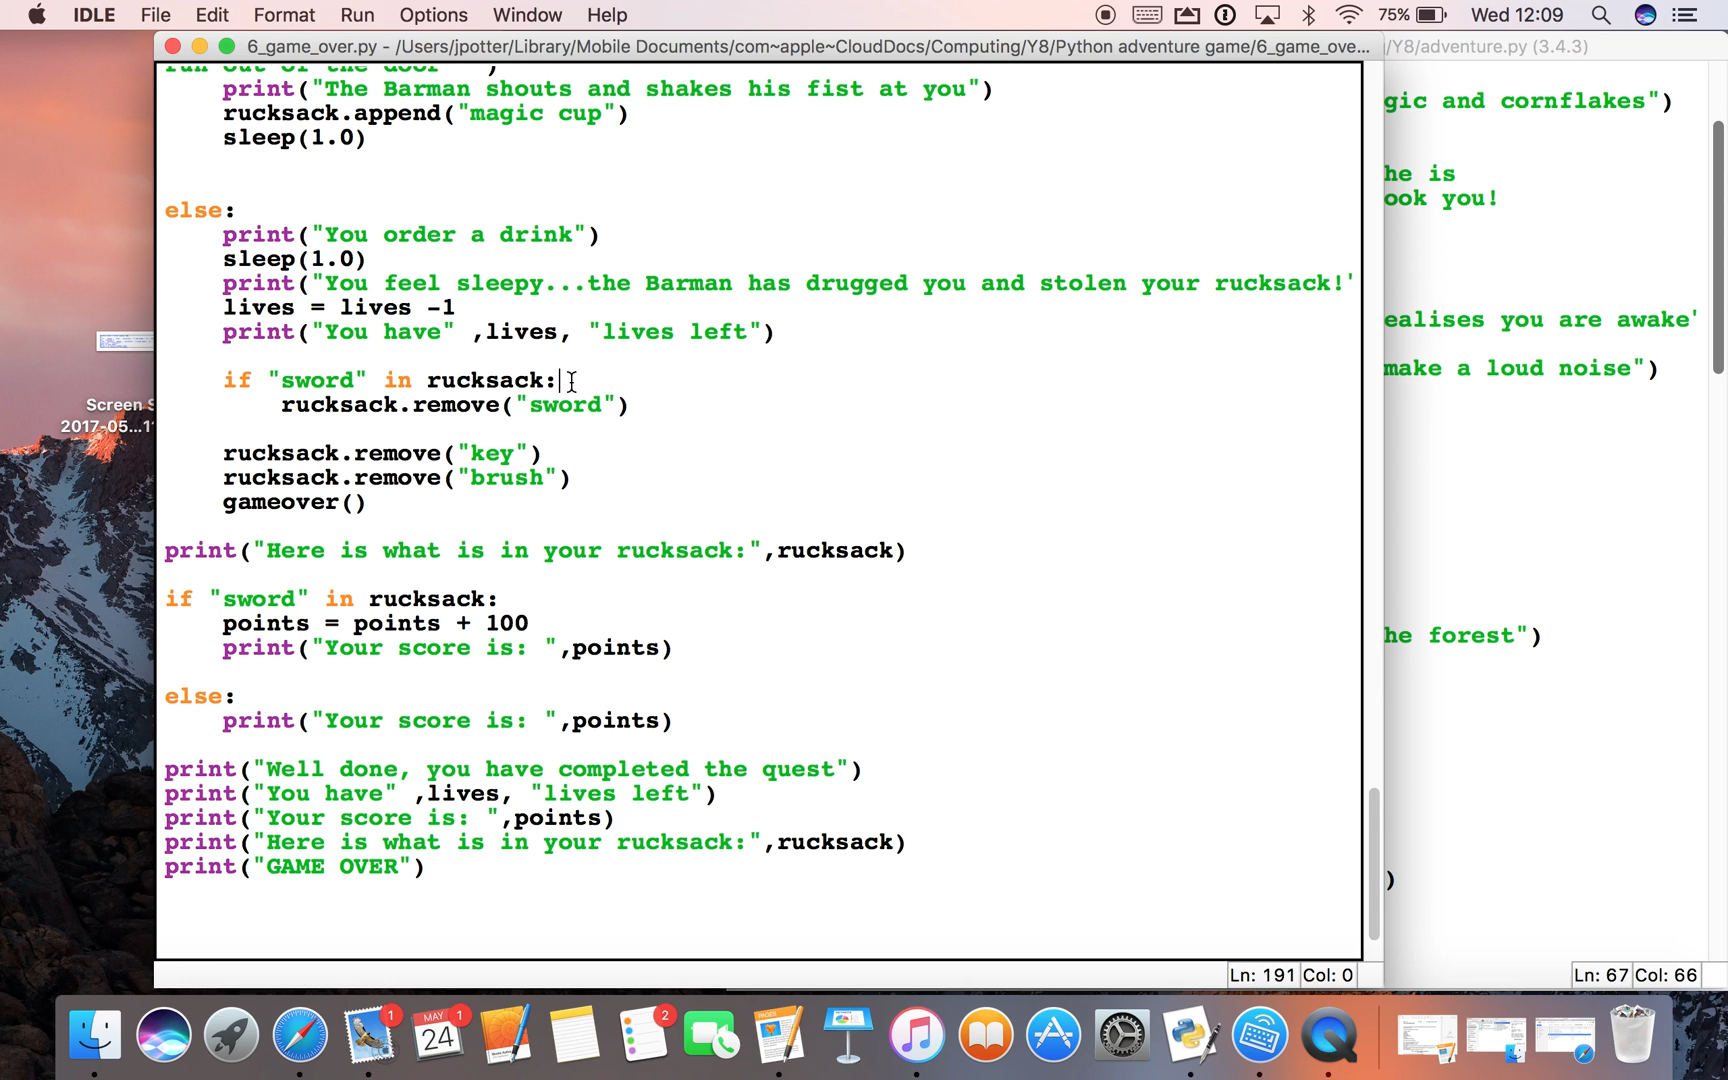 IDLE File Edit Format Run Options Window Help 75% Wed 12:09
6_game_over.py - /Users/jpotter/Library/Mobile Documents/com~apple~CloudDocs/Computing/Y8/Python adventure game/6_game_ove...
/Y8/adventure.py (3.4.3)
run out of the door
print("The Barman shouts and shakes his fist at you")
rucksack.append("magic cup")
sleep(1.0)
else:
print("You order a drink")
sleep(1.0)
print("You feel sleepy...the Barman has drugged you and stolen your rucksack!'
lives = lives -1
print("You have" ,lives, "lives left")
if "sword" in rucksack:
rucksack.remove("sword")
rucksack.remove("key")
rucksack.remove("brush")
gameover()
print("Here is what is in your rucksack:",rucksack)
if "sword" in rucksack:
points = points + 100
print("Your score is: ",points)
else:
print("Your score is: ",points)
print("Well done, you have completed the quest")
print("You have" ,lives, "lives left")
print("Your score is: ",points)
print("Here is what is in your rucksack:",rucksack)
print("GAME OVER")
Ln: 191 Col: 0
gic and cornflakes")
he is
ook you!
ealises you are awake'
make a loud noise")
he forest")
)
Ln: 67 Col: 66
Screen S
2017-05...1
1
MAY
24
1
2
PAGES